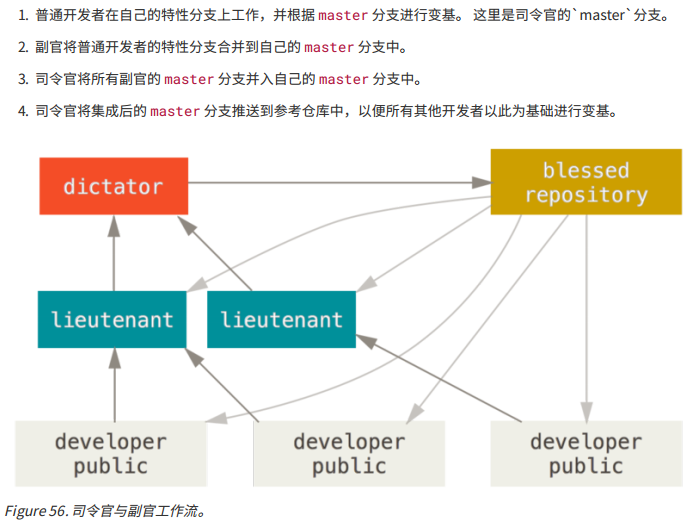 1. 普通开发者在自己的特性分支上工作，并根据 master 分支进行变基。 这里是司令官的`master`分支。
2. 副官将普通开发者的特性分支合并到自己的 master 分支中。
3. 司令官将所有副官的 master 分支并入自己的 master 分支中。
4. 司令官将集成后的 master 分支推送到参考仓库中，以便所有其他开发者以此为基础进行变基。
dictator
blessed
repository
lieutenant
lieutenant
developer
public
developer
public
developer
public
Figure 56. 司令官与副官工作流。